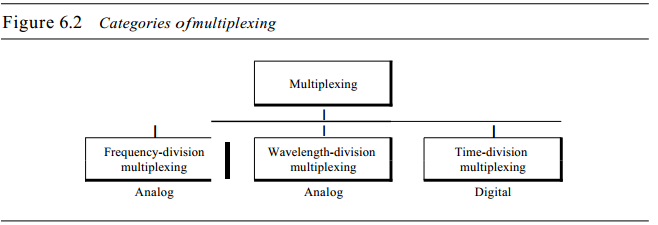 Figure 6.2 Categories ofmultiplexing
Multiplexing
Frequency-division
multiplexing
Wavelength-division
multiplexing
Time-division
multiplexing
Analog
Analog
Digital